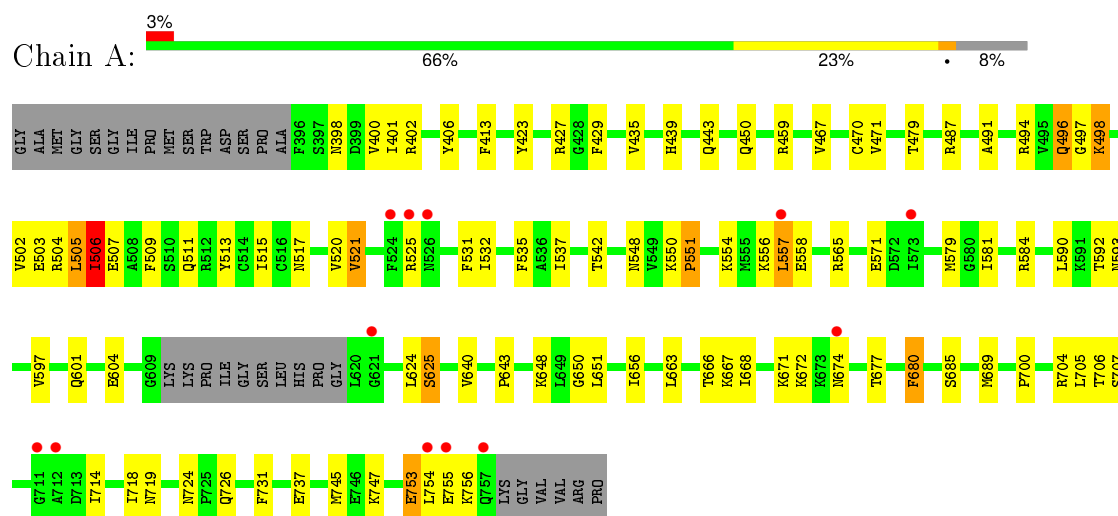 3%
Chain A:
66% 23% • 8%
GLY ALA MET GLY SER GLY ILE PRO MET SER TRP ASP SER PRO ALA F396 S397 N398 D399 V400 I401 R402 Y406 F413 Y423 R427 G428 F429 V435 H439 Q443 Q450 R459 V467 C470 V471 T479 R487 A491 R494 V495 Q496 G497 K498
V502 E503 R504 L505 I506 E507 A508 F509 S510 Q511 R512 Y513 C514 I515 C516 N517 V520 V521 F524 R525 N526 F531 I532 F535 A536 I537 T542 N548 V549 K550 P551 K554 M555 K556 L557 E558 R565 E571 D572 I573 M579 G580 I581 R584 L590 K591 T592 N593
V597 Q601 E604 G609 LYS LYS PRO ILE GLY SER LEU HIS PRO GLY L620 G621 L624 S625 V640 P643 K648 L649 G650 L651 I656 L663 T666 K667 I668 K671 K672 K673 N674 T677 F680 S685 M689 P700 R704 L705 T706 S707
G711 A712 D713 I714 I718 N719 N724 P725 Q726 F731 E737 M745 E746 K747 E753 L754 E755 K756 Q757 LYS GLY VAL VAL ARG PRO